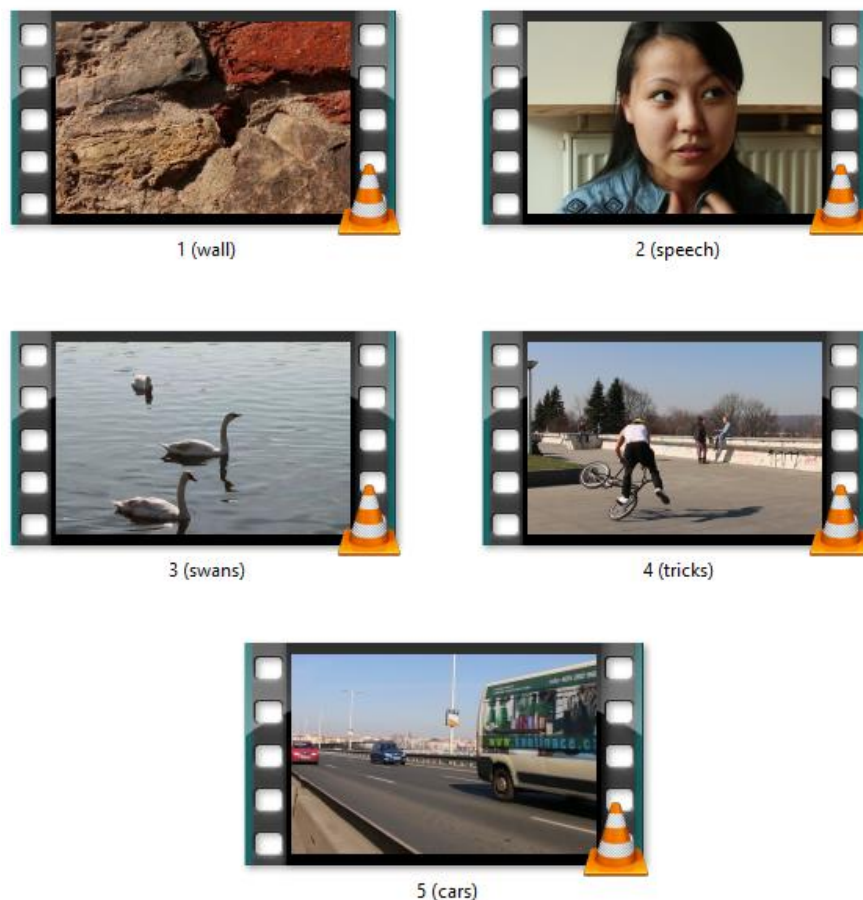 1 (wall)
2 (speech)
3 (swans)
4 (tricks)
5 (cars)